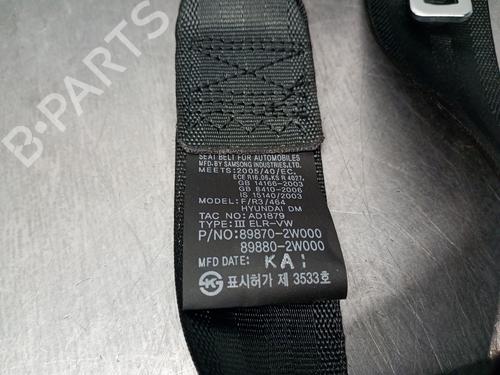 B-PARTS
SEAT BELT FOR AUTOMOBILES
MFD.BY SAMSONG INDUSTRIES,LTD.
MEETS:2005/40/EC.
ECE R16.06.KS R 4027.
GB 14166-2003
GB 8410-2006
IS 15140/2003
MODEL: F/R3/464
HYUNDAI DM
TAC NO: AD1879
TYPE: III ELR-VW
P/NO:89870-2W000
89880-2W000
MFD DATE: KAI
표시허가 제 3533호